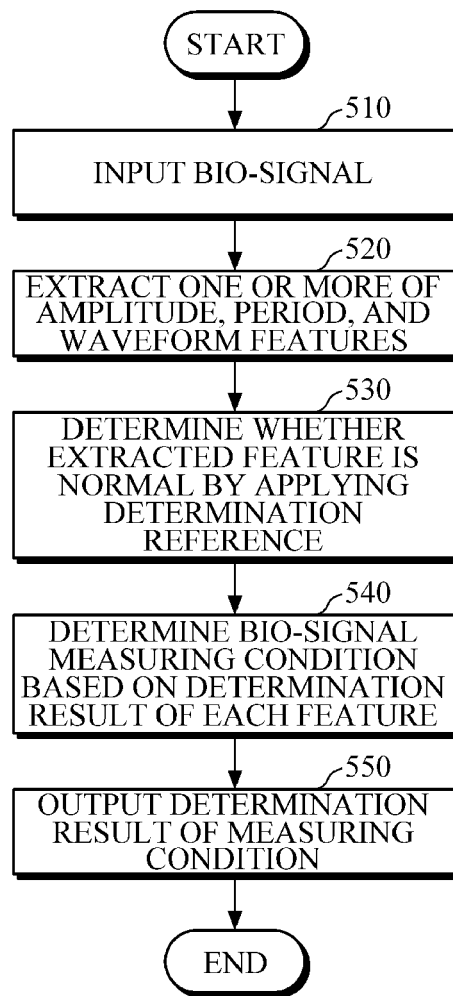 START
510
INPUT BIO-SIGNAL
520
EXTRACT ONE OR MORE OF
AMPLITUDE, PERIOD, AND
WAVEFORM FEATURES
530
DETERMINE WHETHER
EXTRACTED FEATURE IS
NORMAL BY APPLYING
DETERMINATION
REFERENCE
540
DETERMINE BIO-SIGNAL
MEASURING CONDITION
BASED ON DETERMINATION
RESULT OF EACH FEATURE
550
OUTPUT DETERMINATION
RESULT OF MEASURING
CONDITION
END